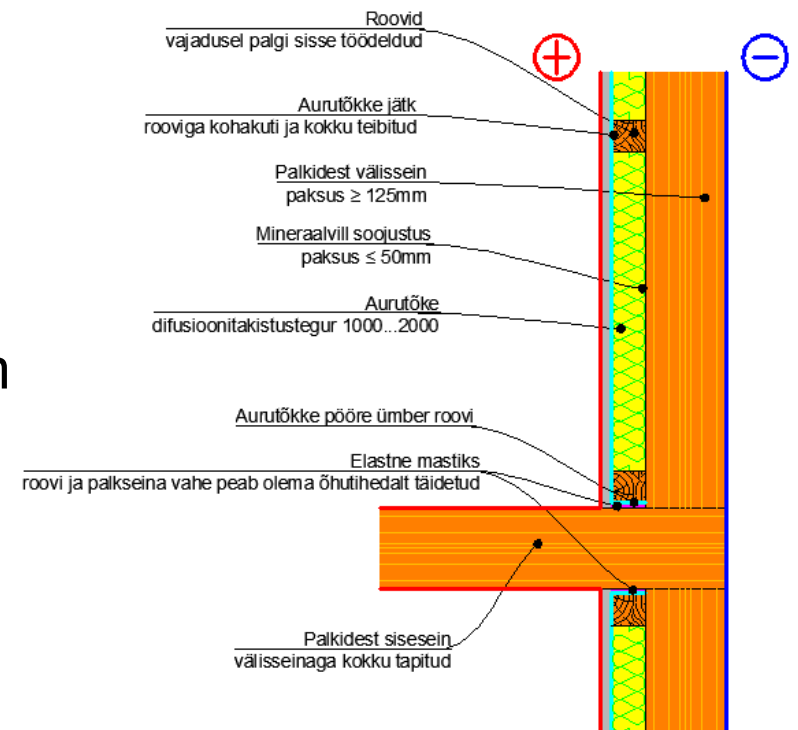 Roovid
vajadusel palgi sisse töödeldud
Aurutõkke jätk
rooviga kohakuti ja kokku teibitud
Palkidest välissein
paksus ≥ 125mm
Mineraalvill soojustus
paksus ≤ 50mm
Aurutõke
difusioonitakistustegur 1000...2000
n
Aurutõkke pööre ümber roovi
Elastne mastiks
roovi ja palkseina vahe peab olema õhutihedalt täidetud
Palkidest sisesein
välisseinaga kokku tapitud